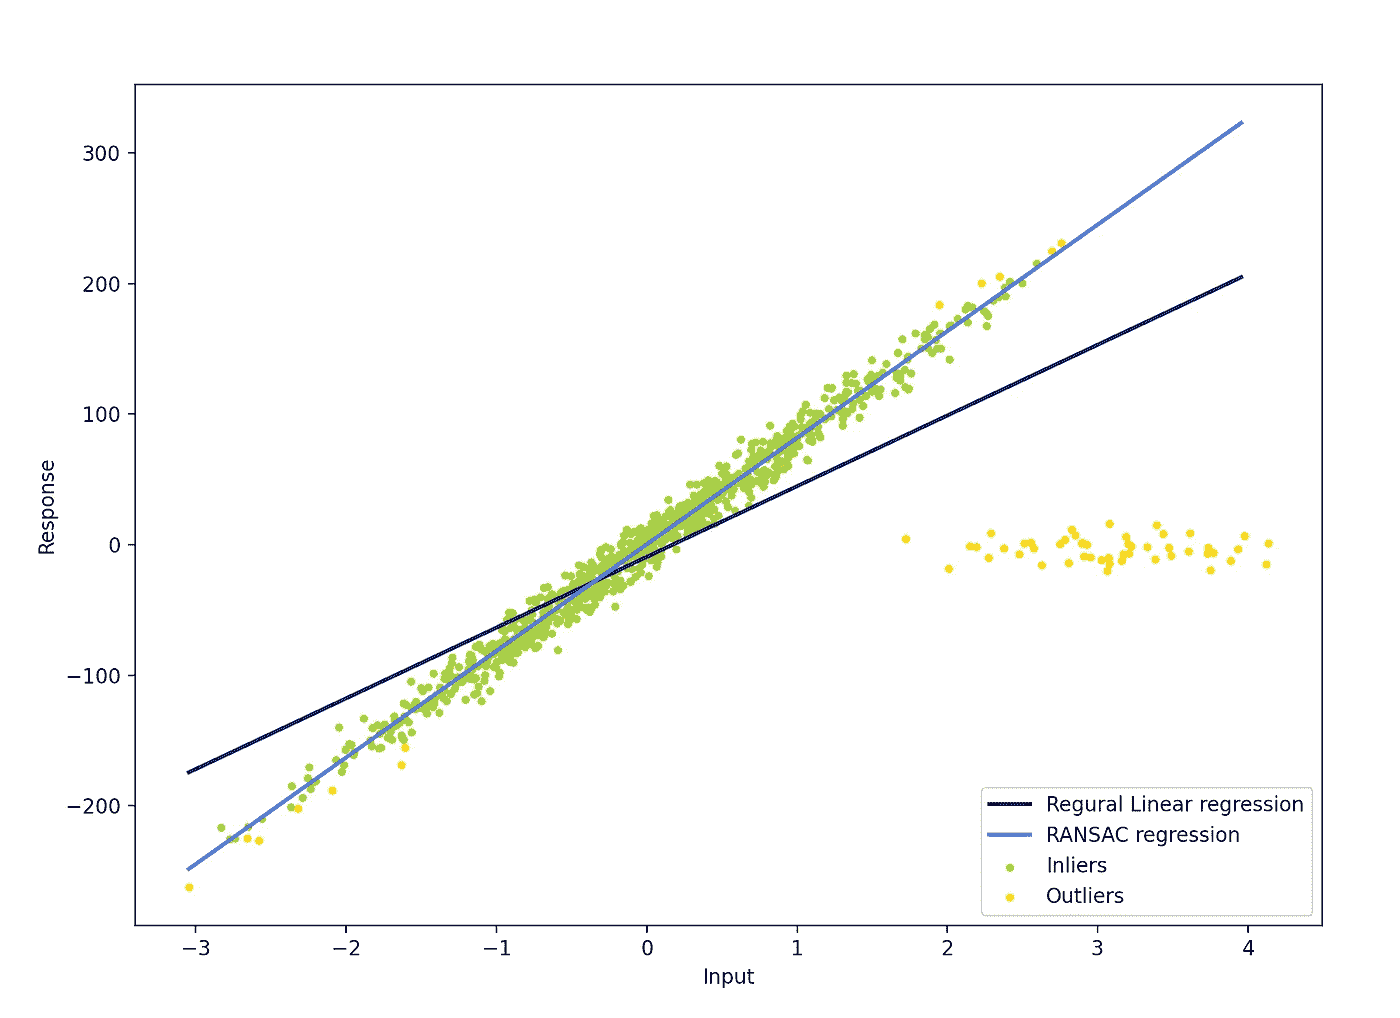 300
200
100
0
−100
−200
Response
−3 −2 −1 0 1 2 3 4
Input
Regural Linear regression
RANSAC regression
Inliers
Outliers